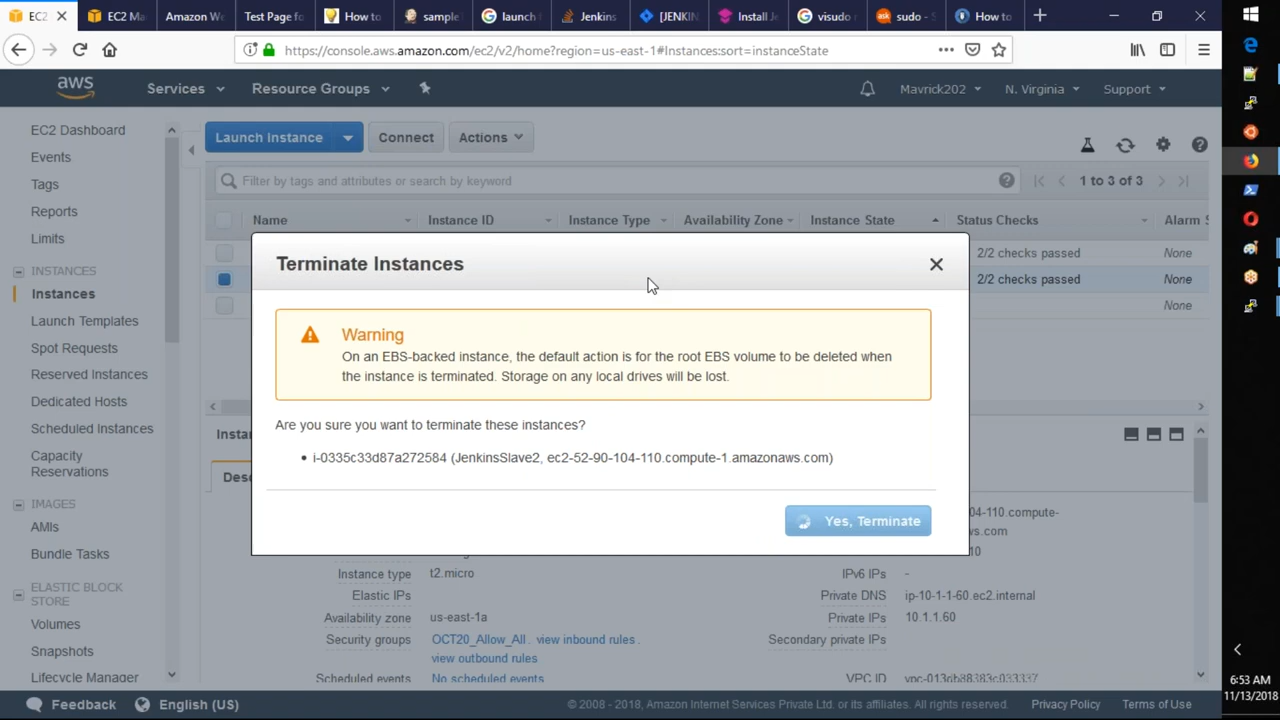 EC2
EC2 Ma
Amazon We
Test Page fo
How to
sample
launch
Jenkins
[JENKIN
Install Je
visudo
sudo - S
How to
https://console.aws.amazon.com/ec2/v2/home?region=us-east-1#Instances:sort=instanceState
aws
Services
Resource Groups
Mavrick202
N. Virginia
Support
EC2 Dashboard
Events
Tags
Reports
Limits
INSTANCES
Instances
Launch Templates
Spot Requests
Reserved Instances
Dedicated Hosts
Scheduled Instances
Capacity
Reservations
IMAGES
AMIs
Bundle Tasks
ELASTIC BLOCK
STORE
Volumes
Snapshots
Lifecycle Manager
Launch Instance
Connect
Actions
Filter by tags and attributes or search by keyword
1 to 3 of 3
Name
Instance ID
Instance Type
Availability Zone
Instance State
Status Checks
Alarm S
2/2 checks passed
None
2/2 checks passed
None
None
Terminate Instances
Warning
On an EBS-backed instance, the default action is for the root EBS volume to be deleted when
the instance is terminated. Storage on any local drives will be lost.
Are you sure you want to terminate these instances?
• i-0335c33d87a272584 (JenkinsSlave2, ec2-52-90-104-110.compute-1.amazonaws.com)
Yes, Terminate
Instan
Desc
04-110.compute-
ws.com
10
Instance type
t2.micro
IPv6 IPs
-
Elastic IPs
Private DNS
ip-10-1-1-60.ec2.internal
Availability zone
us-east-1a
Private IPs
10.1.1.60
Security groups
OCT20_Allow_All. view inbound rules.
view outbound rules
Secondary private IPs
Scheduled events
No scheduled events
VPC ID
Feedback
English (US)
© 2008 - 2018, Amazon Internet Services Private Ltd. or its affiliates. All rights reserved.
Privacy Policy
Terms of Use
6:53 AM
11/13/2018